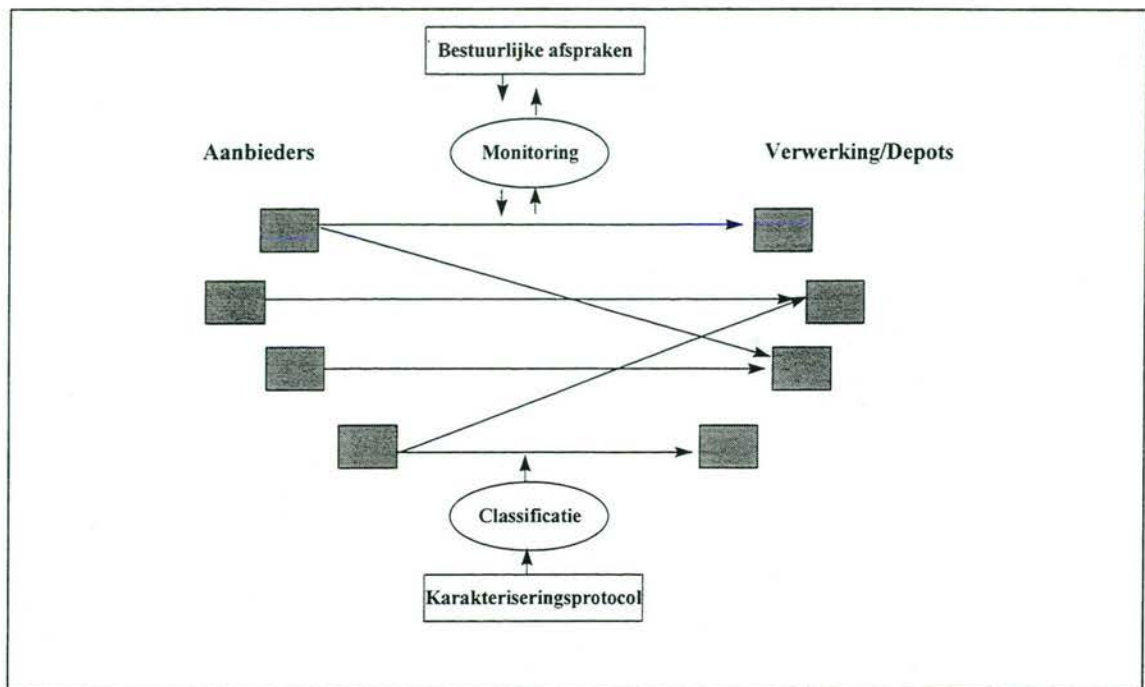 Bestuurlijke afspraken
Monitoring
Aanbieders
Verwerking/Depots
Classificatie
Karakteriseringsprotocol